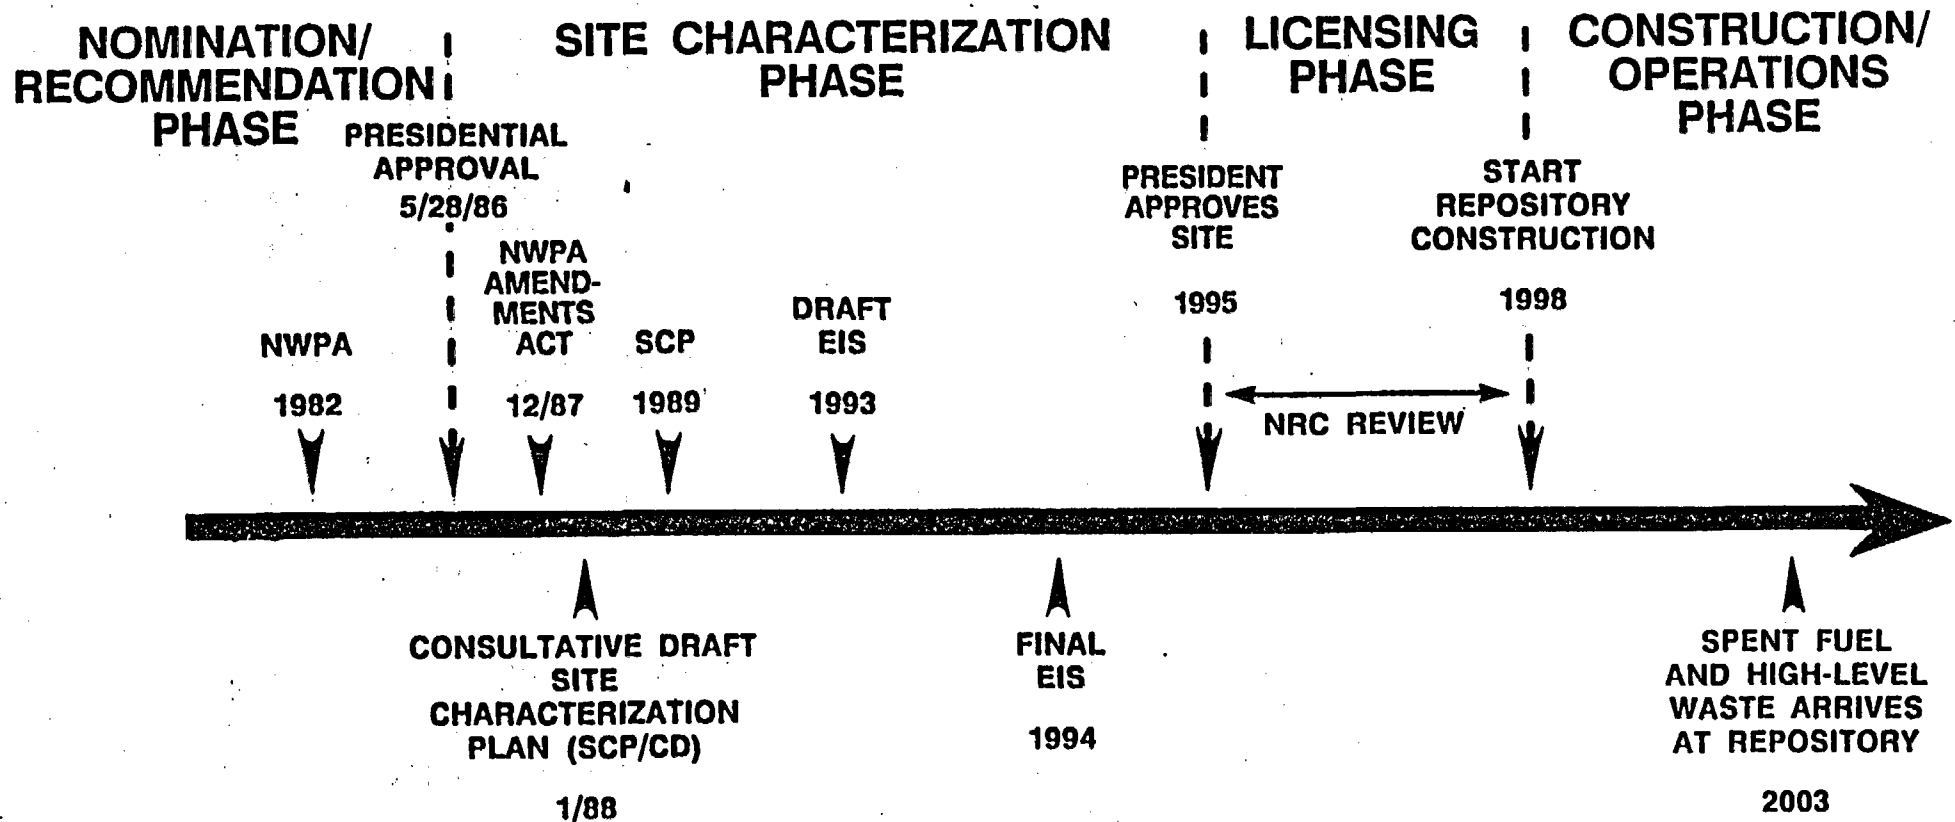 NOMINATION/
RECOMMENDATION
PHASE
SITE CHARACTERIZATION
PHASE
LICENSING
PHASE
CONSTRUCTION/
OPERATIONS
PHASE
PRESIDENTIAL
APPROVAL
5/28/86
PRESIDENT
APPROVES
SITE
1995
START
REPOSITORY
CONSTRUCTION
1998
NWPA
1982
NWPA
AMEND-
MENTS
ACT
12/87
SCP
1989
DRAFT
EIS
1993
NRC REVIEW
CONSULTATIVE DRAFT
SITE
CHARACTERIZATION
PLAN (SCP/CD)
1/88
FINAL
EIS
1994
SPENT FUEL
AND HIGH-LEVEL
WASTE ARRIVES
AT REPOSITORY
2003